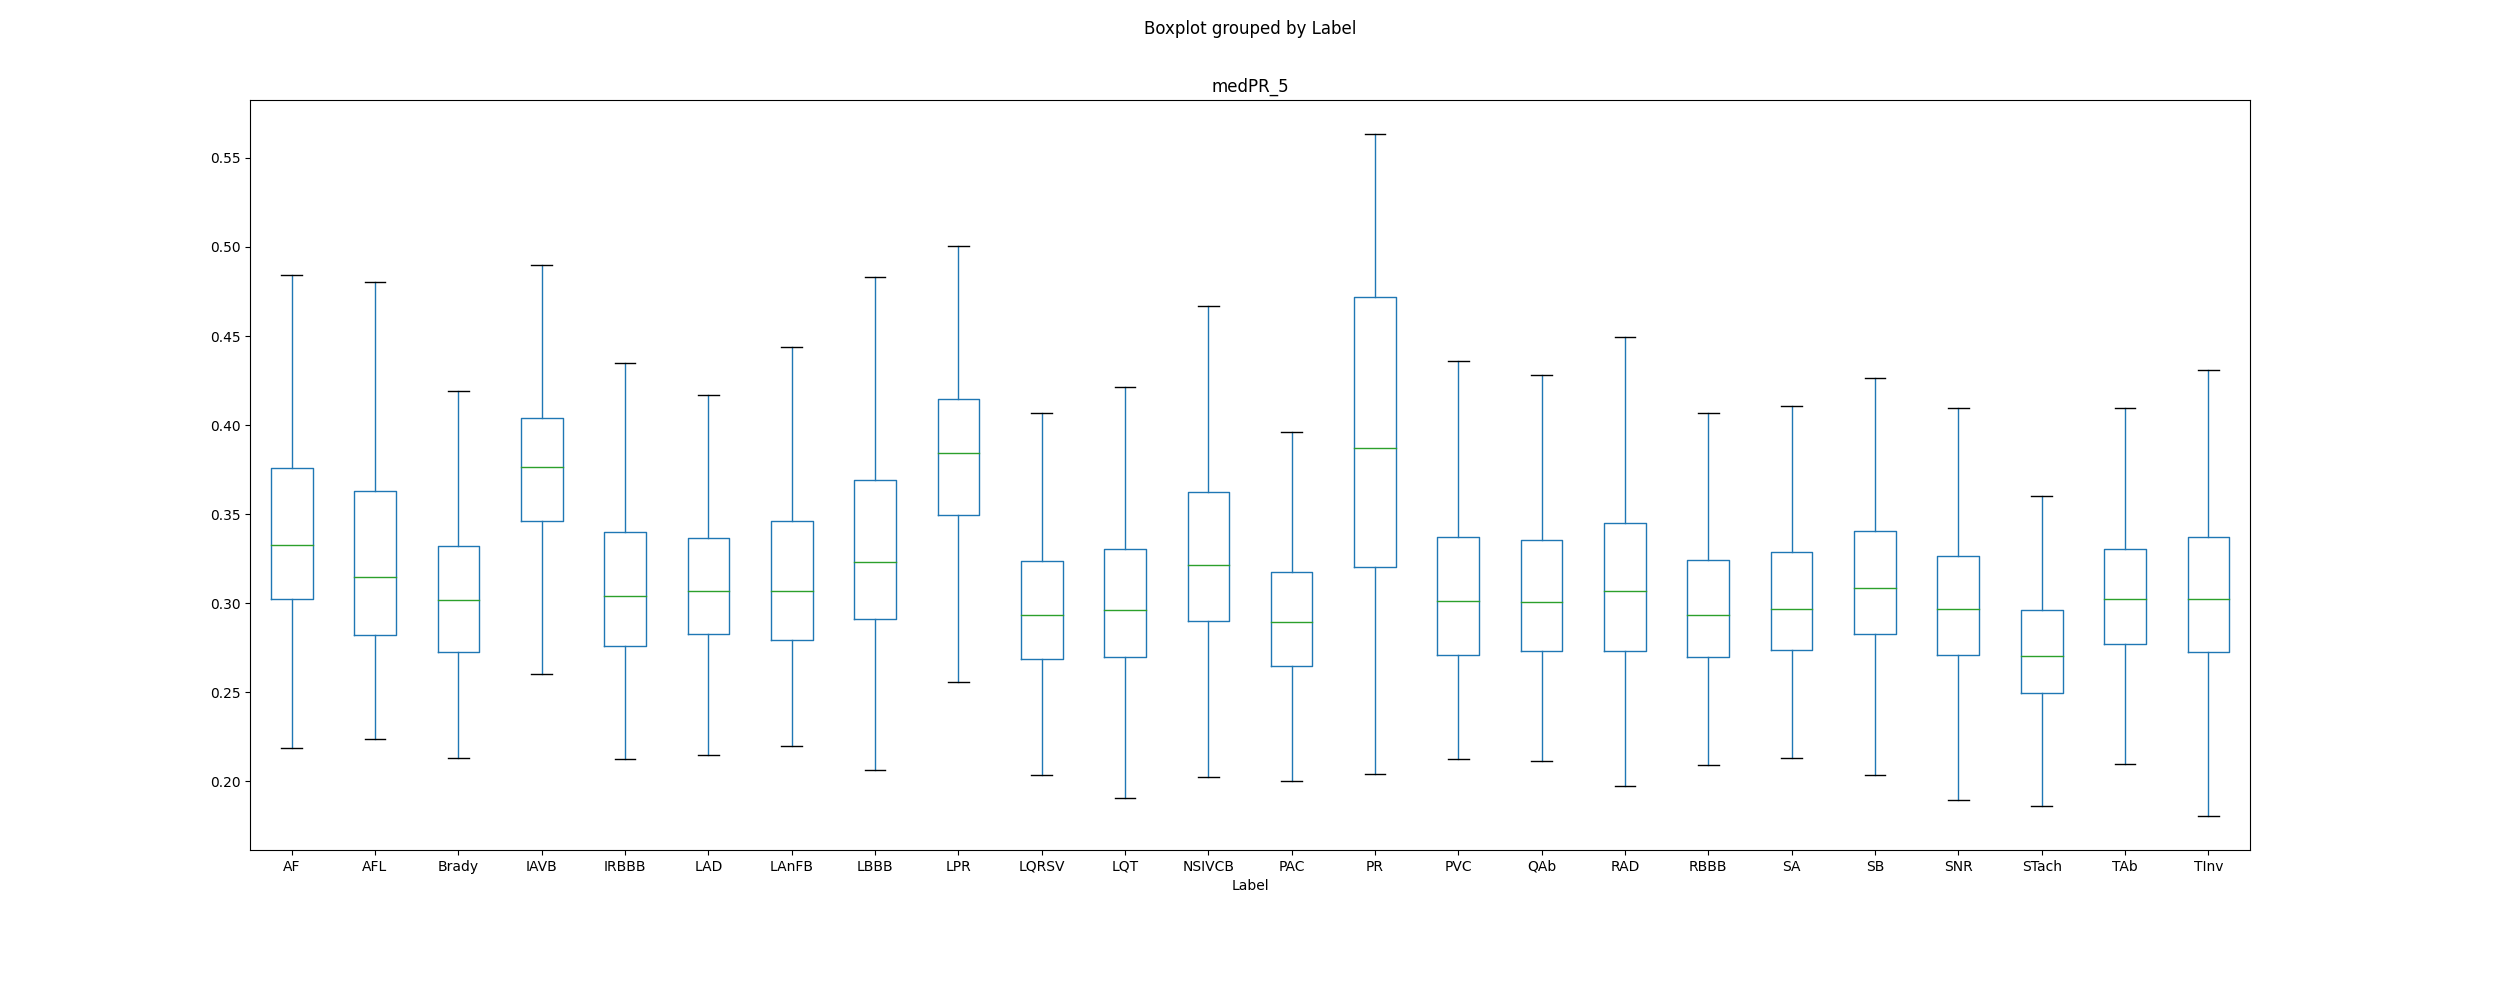 Boxplot grouped by Label
medPR_5
0.55
0.50
0.45
0.40
0.35
0.30
0.25
0.20
AF AFL Brady IAVB IRBBB LAD LAnFB LBBB LPR LQRSV LQT NSIVCB PAC PR PVC QAb RAD RBBB SA SB SNR STach TAb TInv
Label